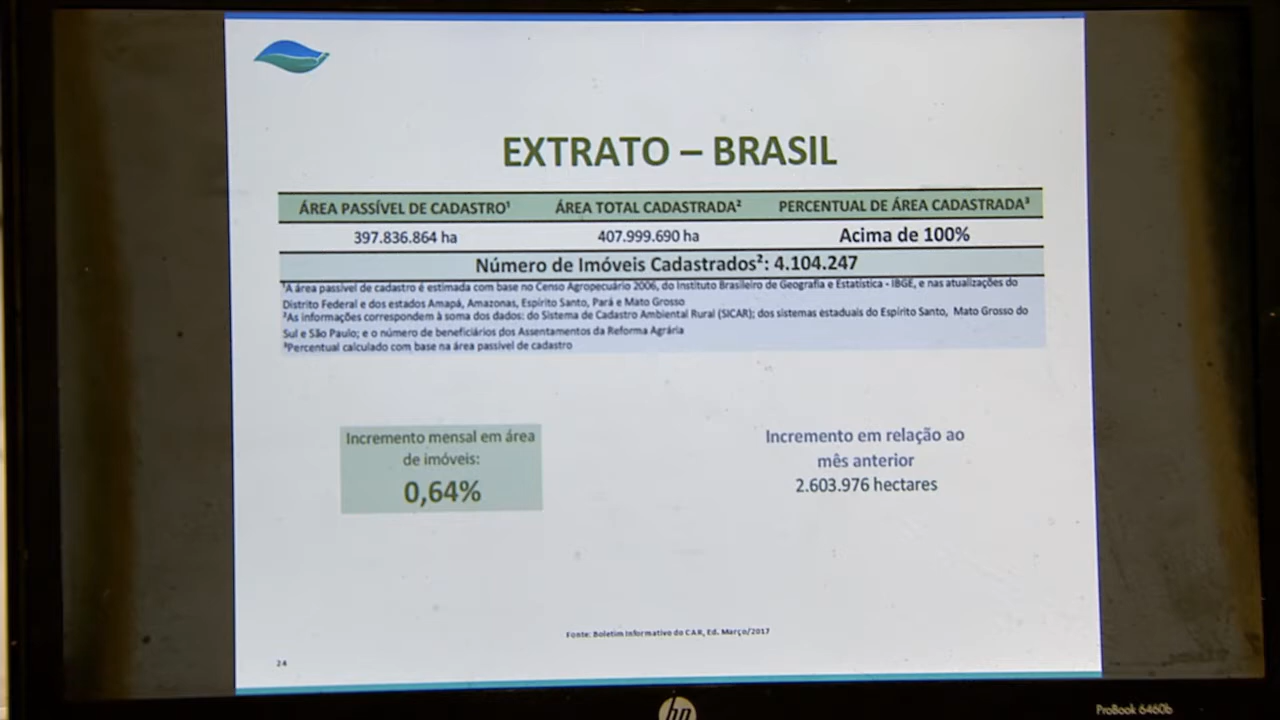 EXTRATO – BRASIL
ÁREA PASSÍVEL DE CADASTRO¹ ÁREA TOTAL CADASTRADA² PERCENTUAL DE ÁREA CADASTRADA³
397.836.864 ha 407.999.690 ha Acima de 100%
Número de Imóveis Cadastrados²: 4.104.247
¹A área passível de cadastro é estimada com base no Censo Agropecuário 2006, do Instituto Brasileiro de Geografia e Estatística - IBGE, e nas atualizações do
Distrito Federal e dos estados Amapá, Amazonas, Espírito Santo, Pará e Mato Grosso
²As informações correspondem à soma dos dados: do Sistema de Cadastro Ambiental Rural (SICAR); dos sistemas estaduais do Espírito Santo, Mato Grosso do
Sul e São Paulo; e o número de beneficiários dos Assentamentos da Reforma Agrária
³Percentual calculado com base na área passível de cadastro
Incremento mensal em área
de imóveis:
0,64%
Incremento em relação ao
mês anterior
2.603.976 hectares
Fonte: Boletim Informativo do CAR, Ed. Março/2017
24
hp
ProBook 6460b